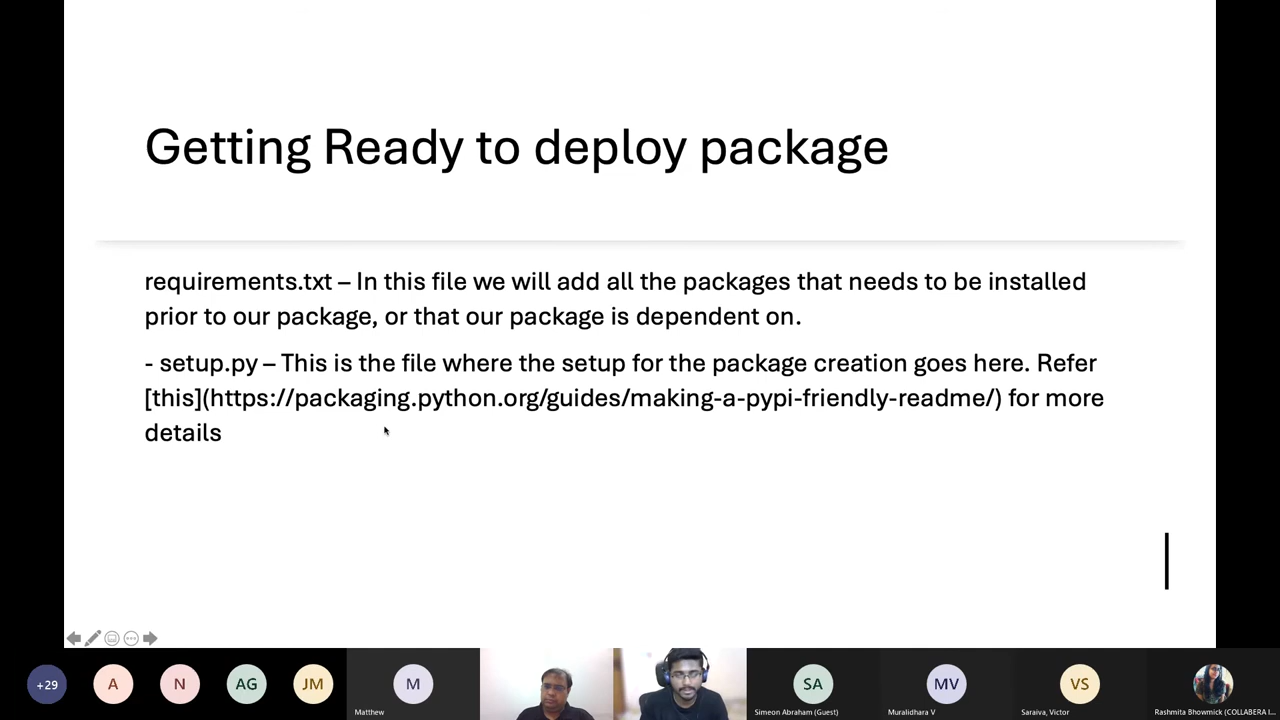 Getting Ready to deploy package
requirements.txt – In this file we will add all the packages that needs to be installed
prior to our package, or that our package is dependent on.
- setup.py – This is the file where the setup for the package creation goes here. Refer
[this](https://packaging.python.org/guides/making-a-pypi-friendly-readme/) for more
details
+29
A
N
AG
JM
M
Matthew
SA
Simeon Abraham (Guest)
MV
Muralidhara V
VS
Saraiva, Victor
Rashmita Bhowmick (COLLABERA I...